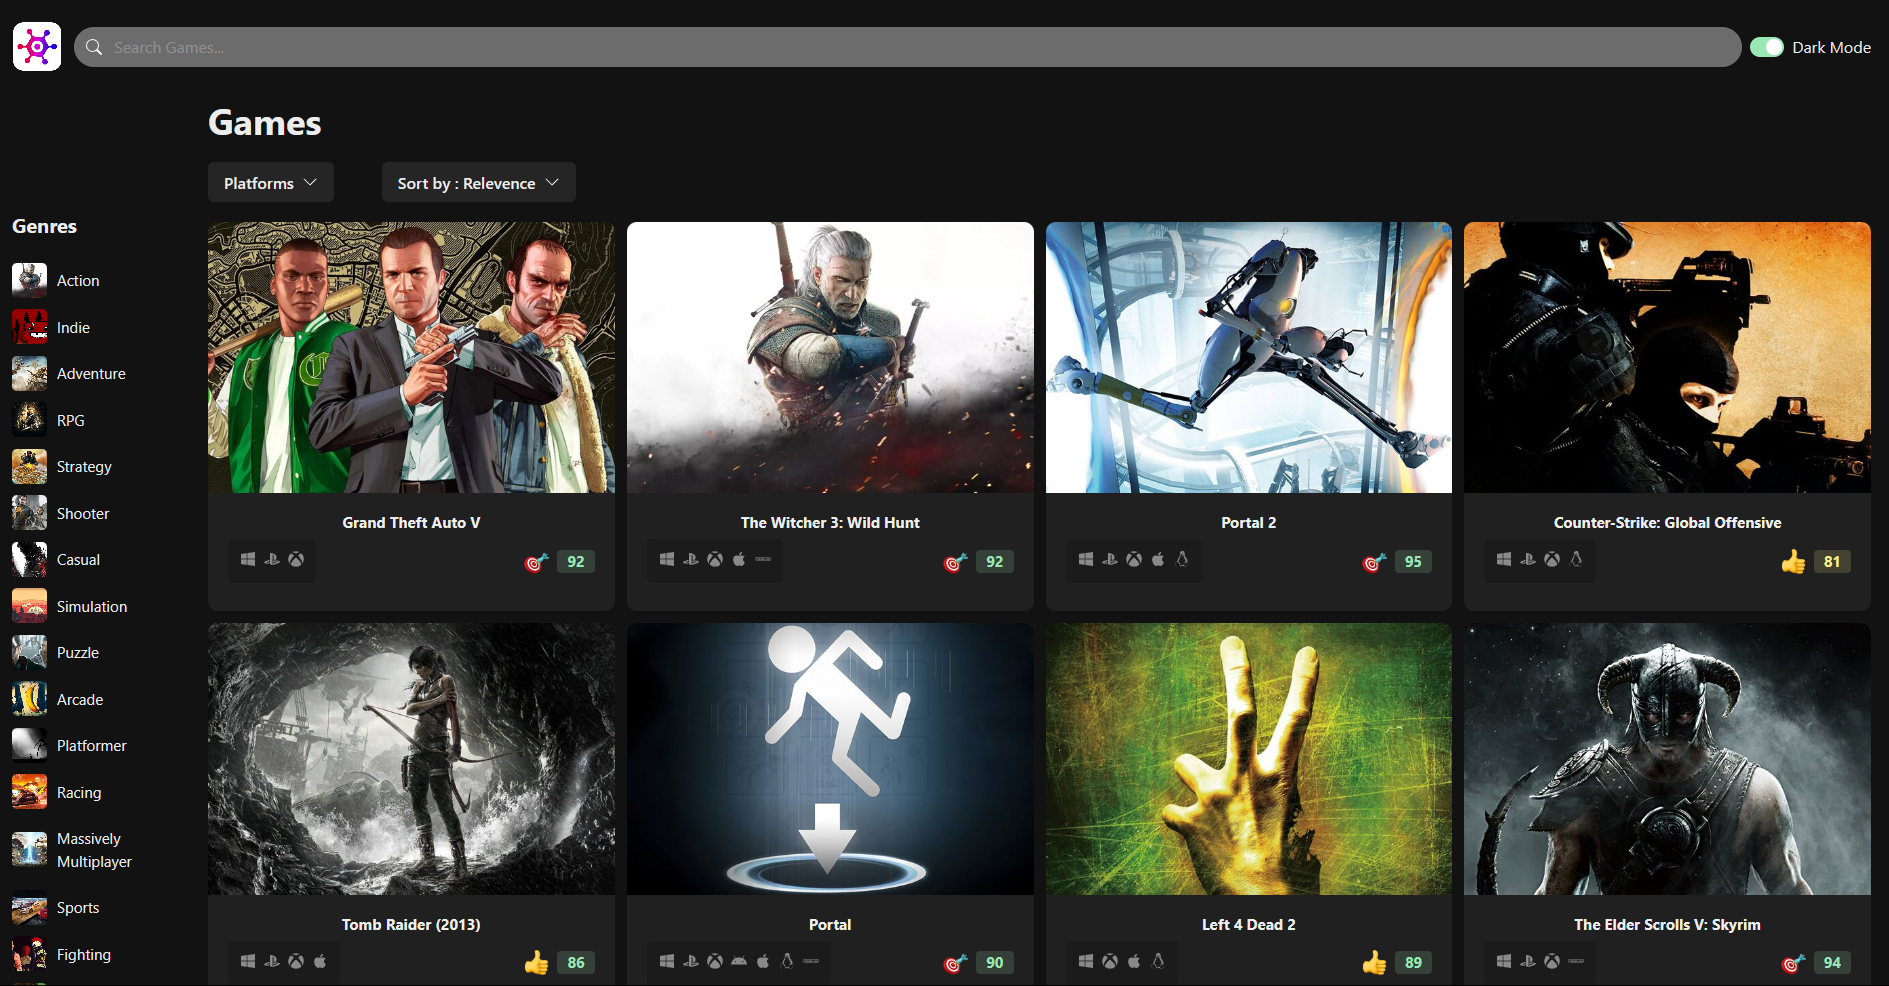 Search Games...
Dark Mode
Games
Platforms
Sort by : Relevence
Genres
Action
Indie
Adventure
RPG
Strategy
Shooter
Casual
Simulation
Puzzle
Arcade
Platformer
Racing
Massively
Multiplayer
Sports
Fighting
Grand Theft Auto V
92
The Witcher 3: Wild Hunt
92
Portal 2
95
Counter-Strike: Global Offensive
81
Tomb Raider (2013)
86
Portal
90
Left 4 Dead 2
89
The Elder Scrolls V: Skyrim
94